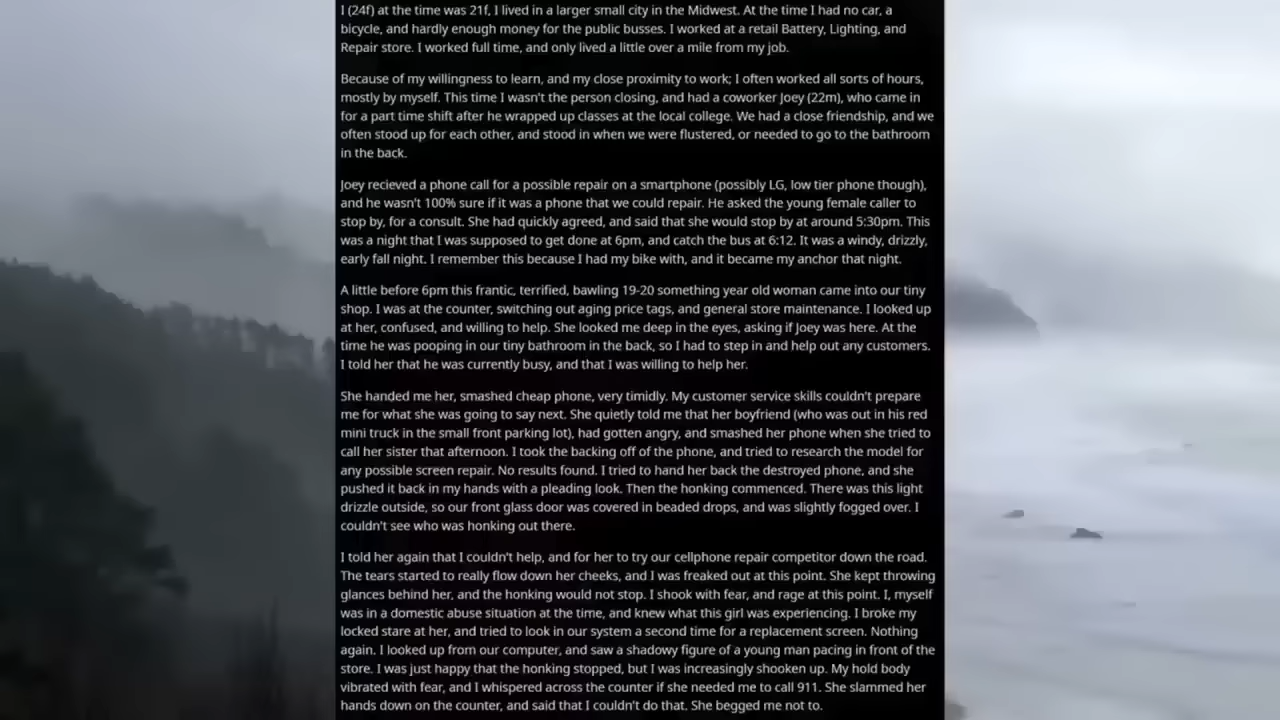 I (24f) at the time was 21f, I lived in a larger small city in the Midwest. At the time I had no car, a
bicycle, and hardly enough money for the public busses. I worked at a retail Battery, Lighting, and
Repair store. I worked full time, and only lived a little over a mile from my job.
Because of my willingness to learn, and my close proximity to work; I often worked all sorts of hours,
mostly by myself. This time I wasn't the person closing, and had a coworker Joey (22m), who came in
for a part time shift after he wrapped up classes at the local college. We had a close friendship, and we
often stood up for each other, and stood in when we were flustered, or needed to go to the bathroom
in the back.
Joey recieved a phone call for a possible repair on a smartphone (possibly LG, low tier phone though),
and he wasn't 100% sure if it was a phone that we could repair. He asked the young female caller to
stop by, for a consult. She had quickly agreed, and said that she would stop by at around 5:30pm. This
was a night that I was supposed to get done at 6pm, and catch the bus at 6:12. It was a windy, drizzly,
early fall night. I remember this because I had my bike with, and it became my anchor that night.
A little before 6pm this frantic, terrified, bawling 19-20 something year old woman came into our tiny
shop. I was at the counter, switching out aging price tags, and general store maintenance. I looked up
at her, confused, and willing to help. She looked me deep in the eyes, asking if Joey was here. At the
time he was pooping in our tiny bathroom in the back, so I had to step in and help out any customers.
I told her that he was currently busy, and that I was willing to help her.
She handed me her, smashed cheap phone, very timidly. My customer service skills couldn't prepare
me for what she was going to say next. She quietly told me that her boyfriend (who was out in his red
mini truck in the small front parking lot), had gotten angry, and smashed her phone when she tried to
call her sister that afternoon. I took the backing off of the phone, and tried to research the model for
any possible screen repair. No results found. I tried to hand her back the destroyed phone, and she
pushed it back in my hands with a pleading look. Then the honking commenced. There was this light
drizzle outside, so our front glass door was covered in beaded drops, and was slightly fogged over. I
couldn't see who was honking out there.
I told her again that I couldn't help, and for her to try our cellphone repair competitor down the road.
The tears started to really flow down her cheeks, and I was freaked out at this point. She kept throwing
glances behind her, and the honking would not stop. I shook with fear, and rage at this point. I, myself
was in a domestic abuse situation at the time, and knew what this girl was experiencing. I broke my
locked stare at her, and tried to look in our system a second time for a replacement screen. Nothing
again. I looked up from our computer, and saw a shadowy figure of a young man pacing in front of the
store. I was just happy that the honking stopped, but I was increasingly shooken up. My hold body
vibrated with fear, and I whispered across the counter if she needed me to call 911. She slammed her
hands down on the counter, and said that I couldn't do that. She begged me not to.